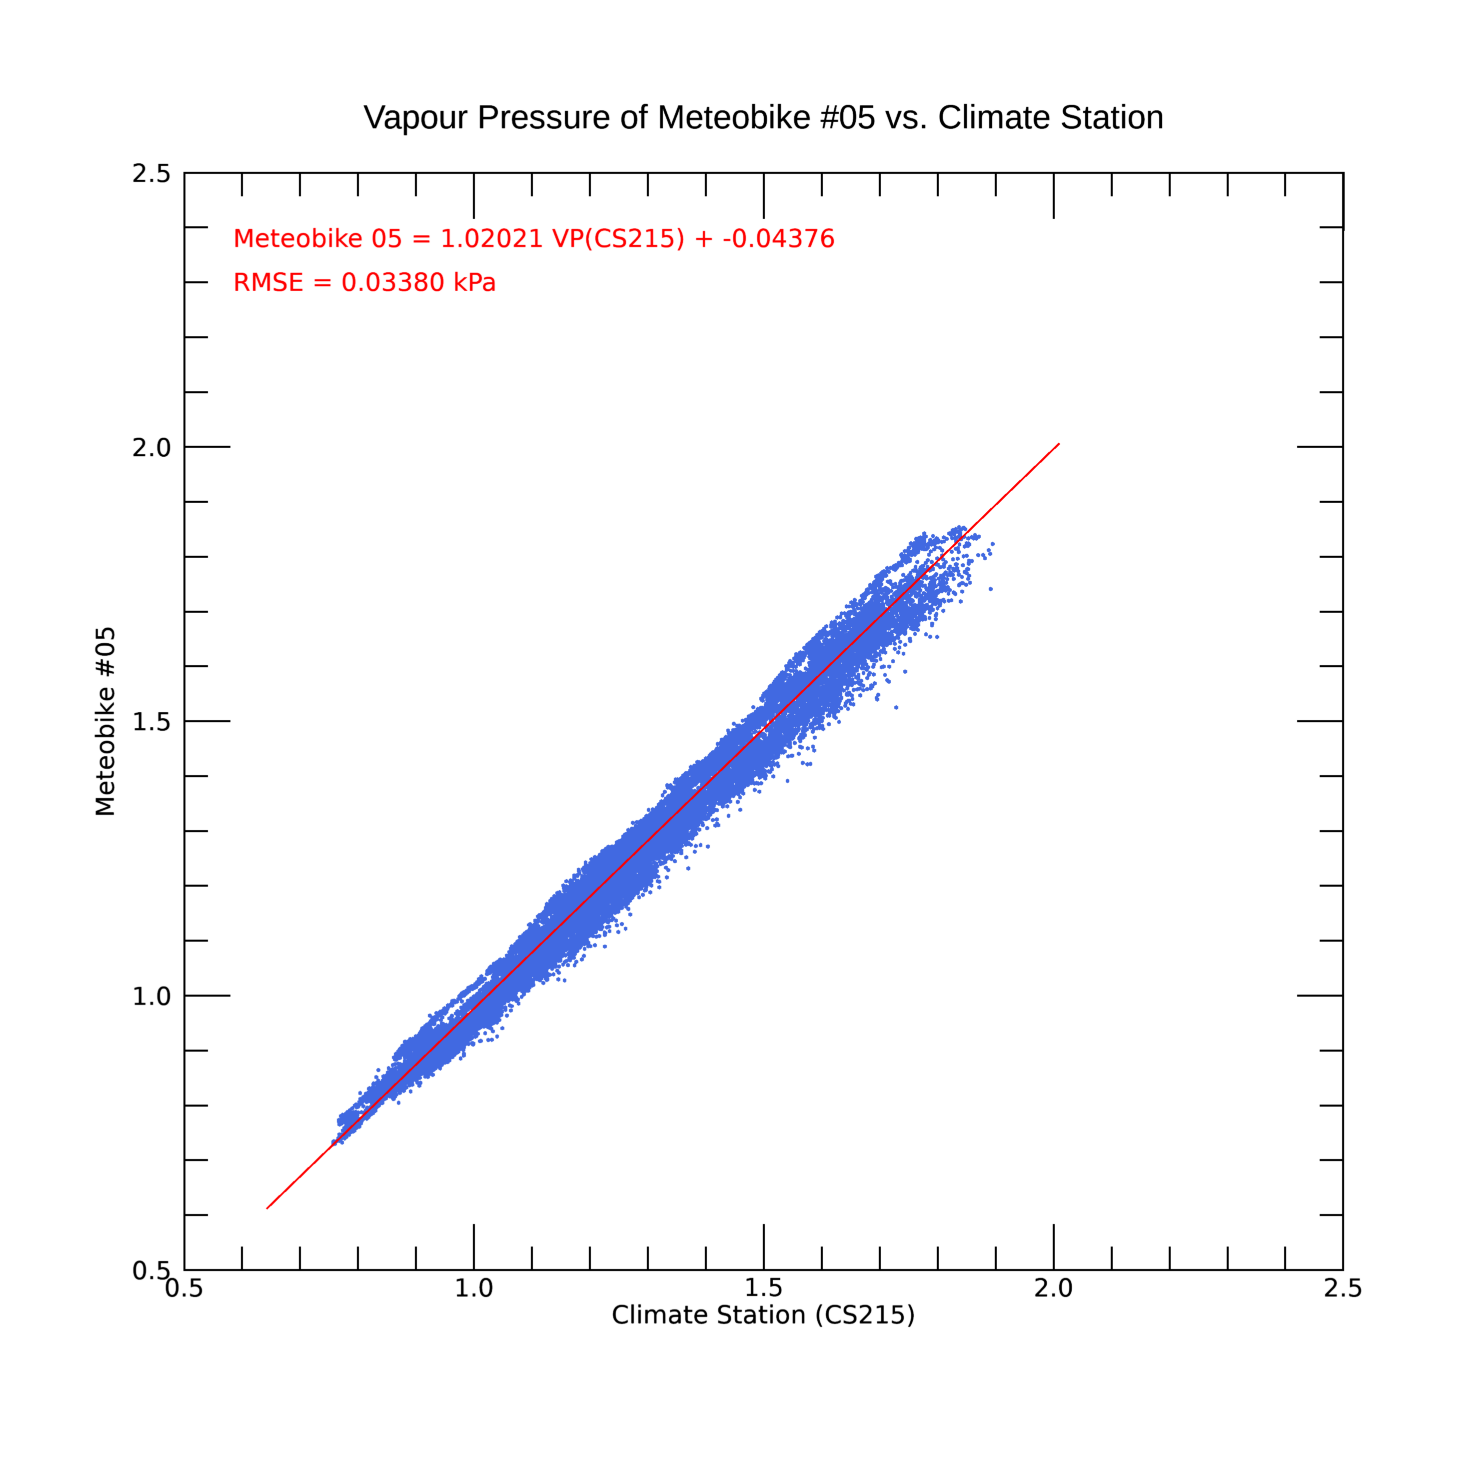 Vapour Pressure of Meteobike #05 vs. Climate Station
2.5
Meteobike 05 = 1.02021 VP(CS215) + -0.04376
RMSE = 0.03380 kPa
2.0
Meteobike #05
1.5
1.0
0.5
0.5 1.0 1.5 2.0 2.5
Climate Station (CS215)